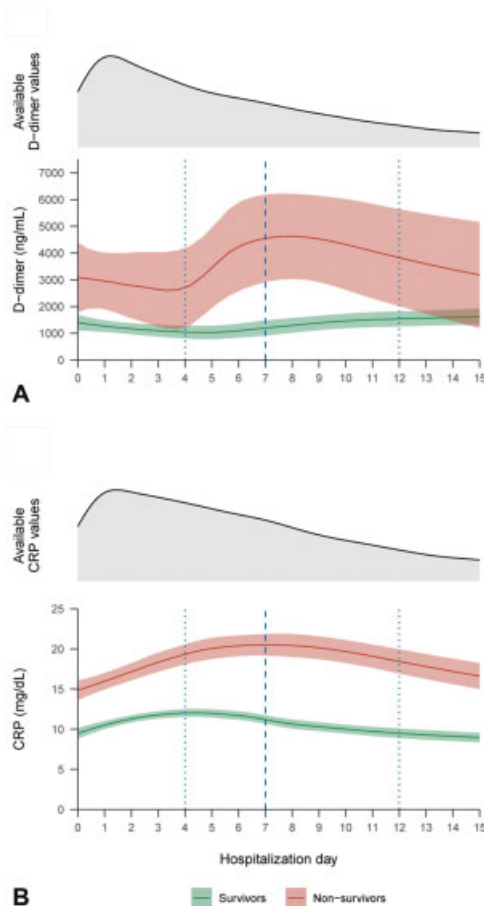 Available
D-dimer values
7000
6000
5000
4000
3000
2000
1000
0
D-dimer (ng/mL)
0 1 2 3 4 5 6 7 8 9 10 11 12 13 14 15
A
Available
CRP values
25
20
15
10
5
0
CRP (mg/dL)
0 1 2 3 4 5 6 7 8 9 10 11 12 13 14 15
Hospitalization day
B
Survivors Non-survivors